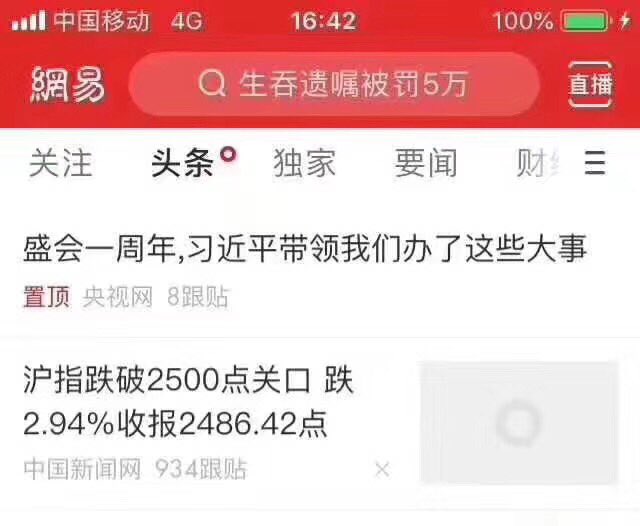 中国移动 4G 16:42 100%
網易 生吞遗嘱被罚5万 直播
关注 头条 独家 要闻 财
盛会一周年,习近平带领我们办了这些大事
置顶 央视网 8跟贴
沪指跌破2500点关口 跌
2.94%收报2486.42点
中国新闻网 934跟贴